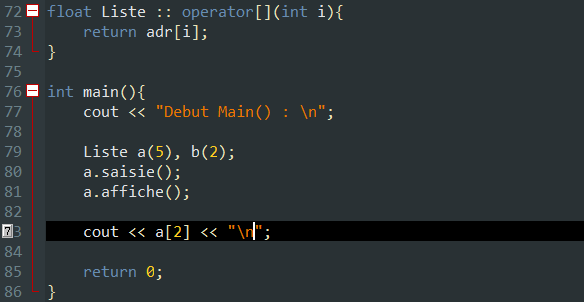 72 float Liste :: operator[](int i){
73     return adr[i];
74 }
75
76 int main(){
77     cout << "Debut Main() : \n";
78
79     Liste a(5), b(2);
80     a.saisie();
81     a.affiche();
82
?3     cout << a[2] << "\n";
84
85     return 0;
86 }